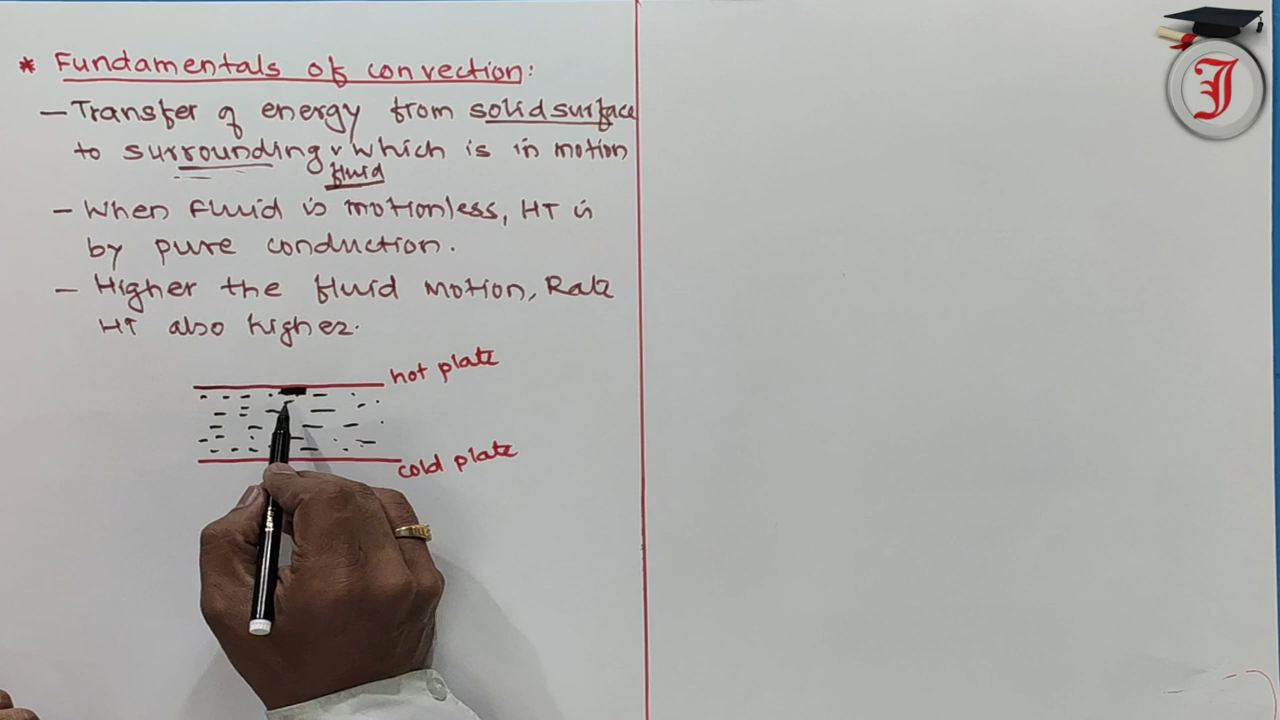 * Fundamentals of convection:
- Transfer of energy from solid surface
to surrounding ˅ which is in motion
fluid
- When fluid is motionless, HT is
by pure conduction.
- Higher the fluid motion, Rate
HT also higher.
hot plate
cold plate
J